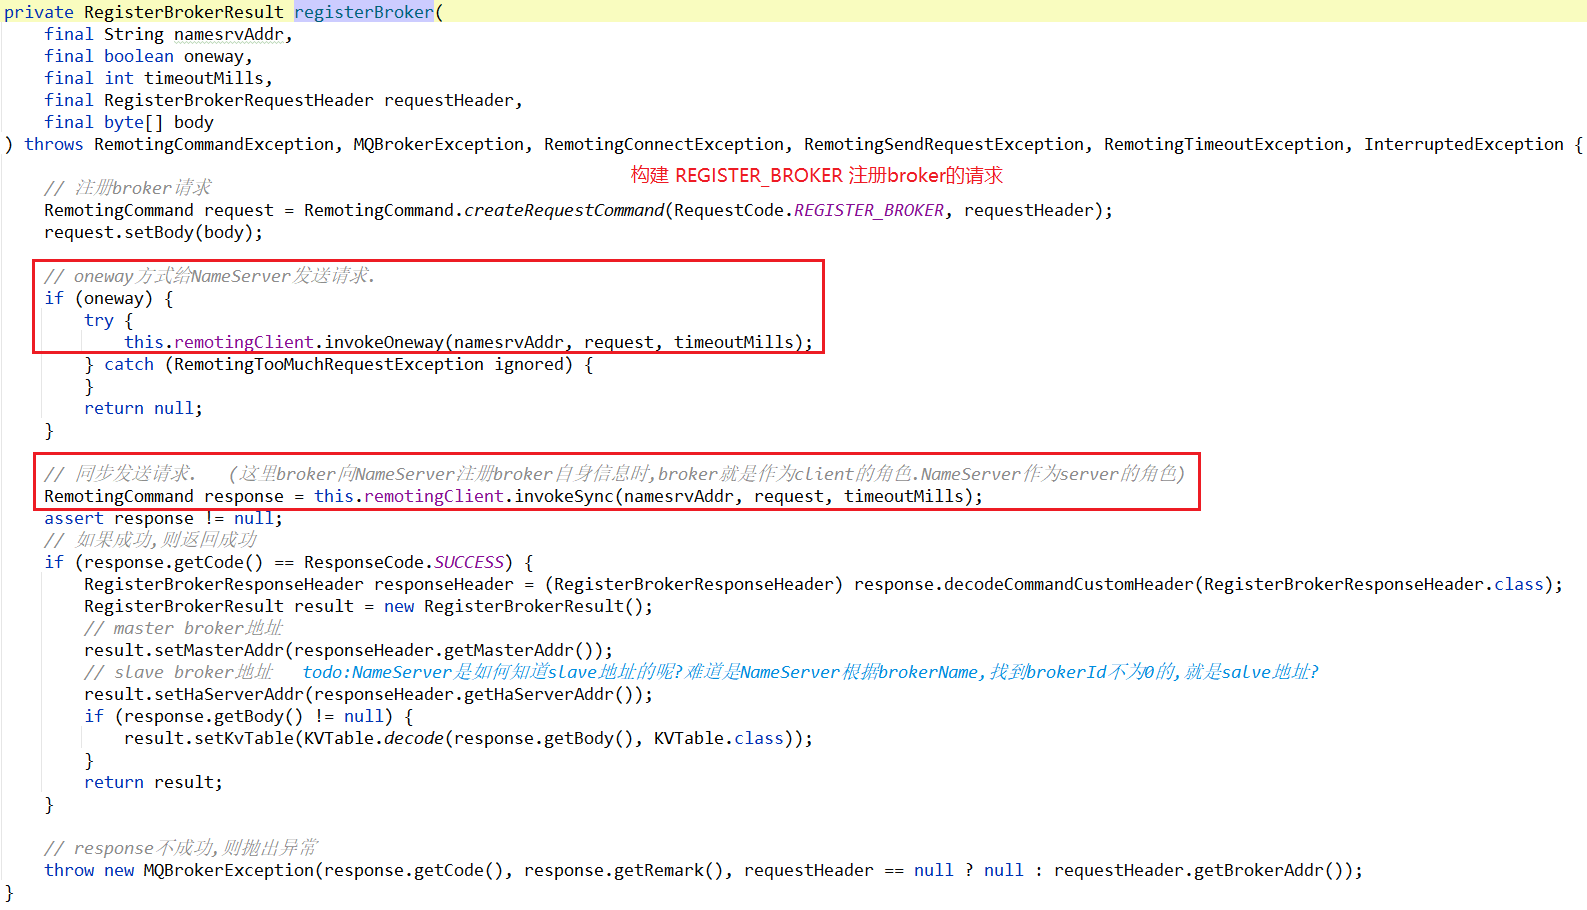 private RegisterBrokerResult registerBroker(
final String namesrvAddr,
final boolean oneway,
final int timeoutMills,
final RegisterBrokerRequestHeader requestHeader,
final byte[] body
) throws RemotingCommandException, MQBrokerException, RemotingConnectException, RemotingSendRequestException, RemotingTimeoutException, InterruptedException {
构建 REGISTER_BROKER 注册broker的请求
// 注册broker请求
RemotingCommand request = RemotingCommand.createRequestCommand(RequestCode.REGISTER_BROKER, requestHeader);
request.setBody(body);
// oneway方式给NameServer发送请求.
if (oneway) {
try {
this.remotingClient.invokeOneway(namesrvAddr, request, timeoutMills);
} catch (RemotingTooMuchRequestException ignored) {
}
return null;
}
// 同步发送请求. (这里broker向NameServer注册broker自身信息时,broker就是作为client的角色.NameServer作为server的角色)
RemotingCommand response = this.remotingClient.invokeSync(namesrvAddr, request, timeoutMills);
assert response != null;
// 如果成功,则返回成功
if (response.getCode() == ResponseCode.SUCCESS) {
RegisterBrokerResponseHeader responseHeader = (RegisterBrokerResponseHeader) response.decodeCommandCustomHeader(RegisterBrokerResponseHeader.class);
RegisterBrokerResult result = new RegisterBrokerResult();
// master broker地址
result.setMasterAddr(responseHeader.getMasterAddr());
// slave broker地址 todo:NameServer是如何知道slave地址的呢?难道是NameServer根据brokerName,找到brokerId不为0的,就是salve地址?
result.setHaServerAddr(responseHeader.getHaServerAddr());
if (response.getBody() != null) {
result.setKvTable(KVTable.decode(response.getBody(), KVTable.class));
}
return result;
}
// response不成功,则抛出异常
throw new MQBrokerException(response.getCode(), response.getRemark(), requestHeader == null ? null : requestHeader.getBrokerAddr());
}